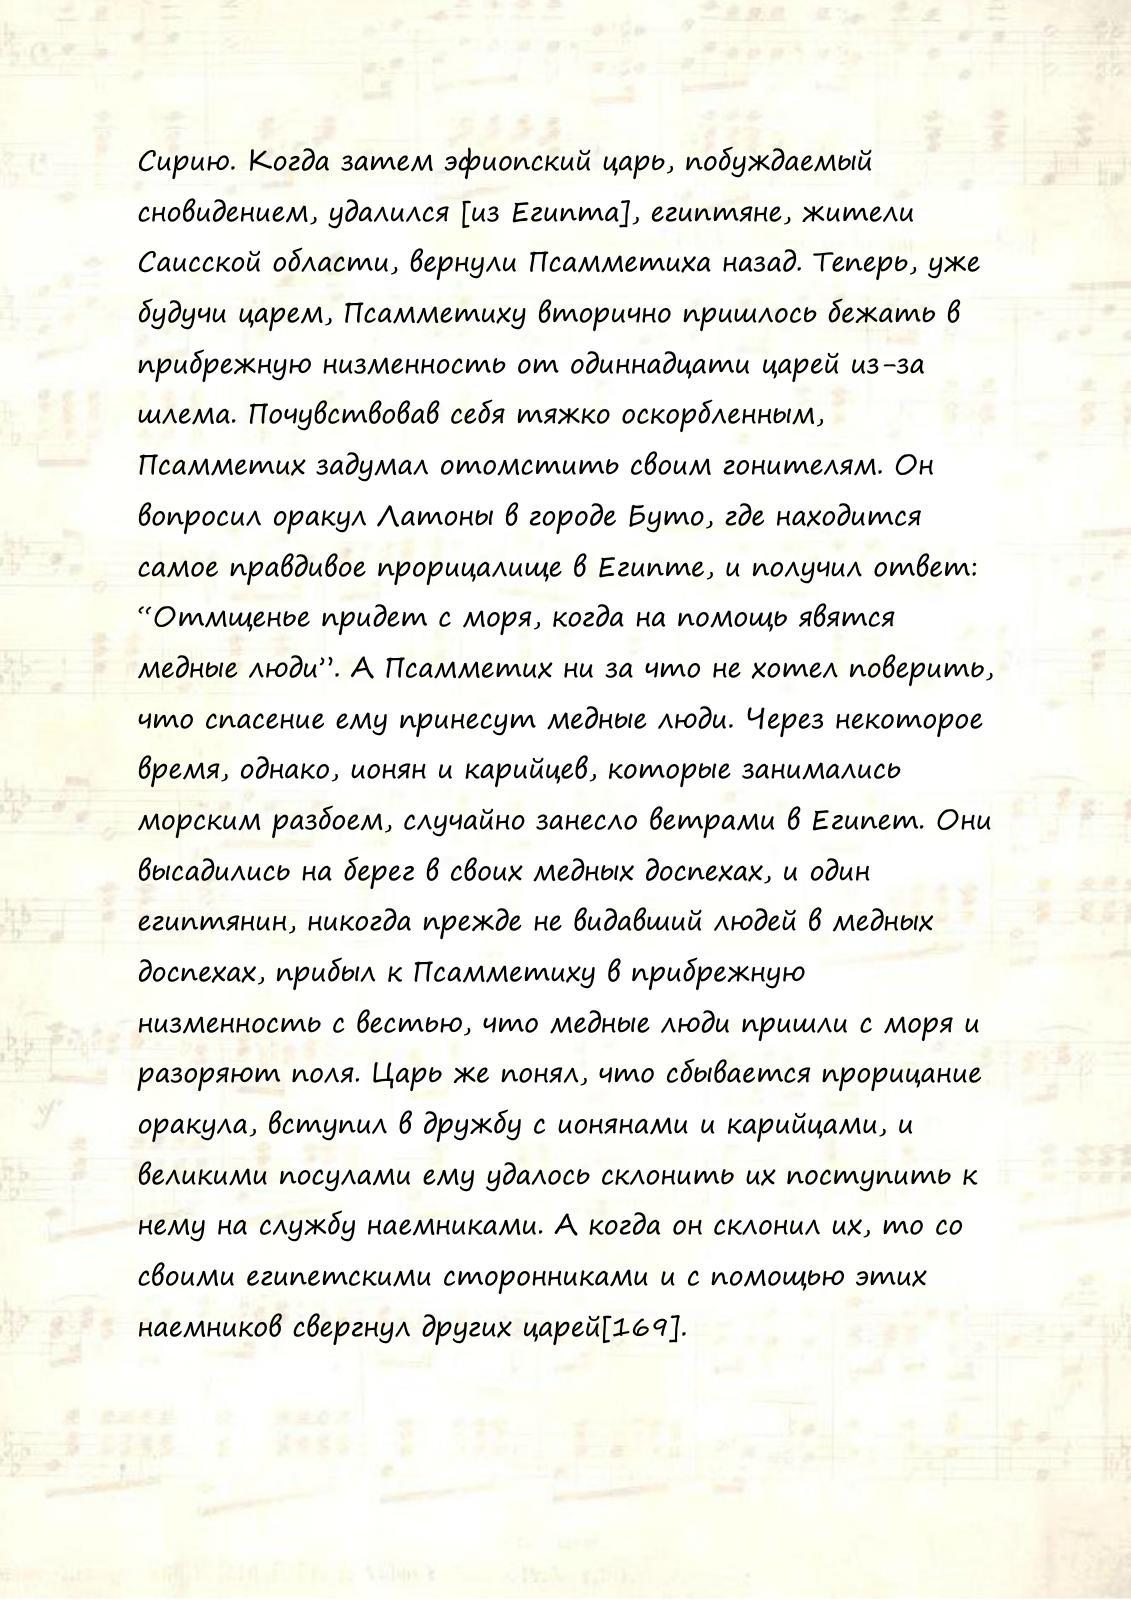 Сирию. Когда затем эфиопский царь, побуждаемый
сновидением, удалился [из Египта], египтяне, жители
Саисской области, вернули Псамметиха назад. Теперь, уже
будучи царем, Псамметиху вторично пришлось бежать в
прибрежную низменность от одиннадцати царей из-за
шлема. Почувствовав себя тяжко оскорбленным,
Псамметих задумал отомстить своим гонителям. Он
вопросил оракул Латоны в городе Буто, где находится
самое правдивое прорицалище в Египте, и получил ответ:
“Отмщенье придет с моря, когда на помощь явятся
медные люди”. А Псамметих ни за что не хотел поверить,
что спасение ему принесут медные люди. Через некоторое
время, однако, ионян и карийцев, которые занимались
морским разбоем, случайно занесло ветрами в Египет. Они
высадились на берег в своих медных доспехах, и один
египтянин, никогда прежде не видавший людей в медных
доспехах, прибыл к Псамметиху в прибрежную
низменность с вестью, что медные люди пришли с моря и
разоряют поля. Царь же понял, что сбывается прорицание
оракула, вступил в дружбу с ионянами и карийцами, и
великими посулами ему удалось склонить их поступить к
нему на службу наемниками. А когда он склонил их, то со
своими египетскими сторонниками и с помощью этих
наемников свергнул других царей[169].